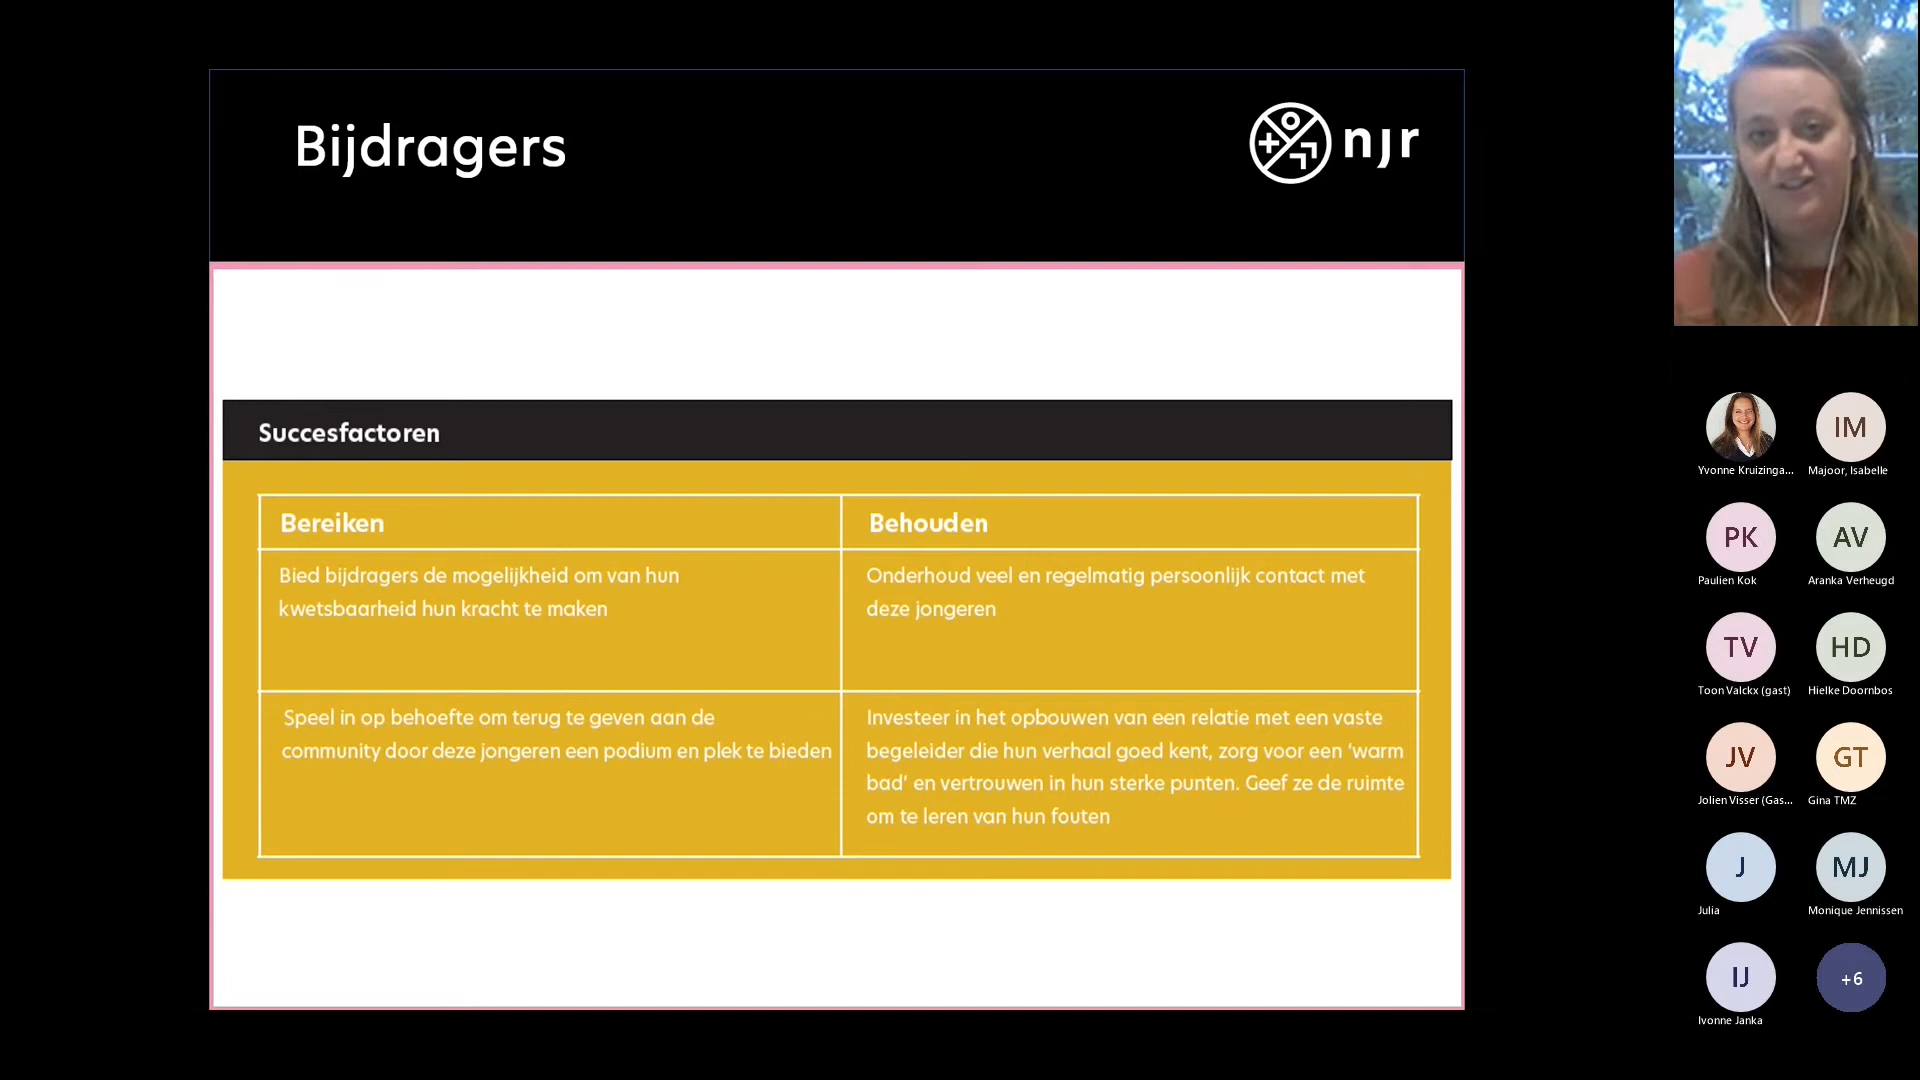 Bijdragers
njr
Succesfactoren
Bereiken
Behouden
Bied bijdragers de mogelijkheid om van hun
kwetsbaarheid hun kracht te maken
Onderhoud veel en regelmatig persoonlijk contact met
deze jongeren
Speel in op behoefte om terug te geven aan de
community door deze jongeren een podium en plek te bieden
Investeer in het opbouwen van een relatie met een vaste
begeleider die hun verhaal goed kent, zorg voor een ‘warm
bad’ en vertrouwen in hun sterke punten. Geef ze de ruimte
om te leren van hun fouten
Yvonne Kruizinga...
IM
Majoor, Isabelle
PK
Paulien Kok
AV
Aranka Verheugd
TV
Toon Valckx (gast)
HD
Hielke Doornbos
JV
Jolien Visser (Gas...
GT
Gina TMZ
J
Julia
MJ
Monique Jennissen
IJ
Ivonne Janka
+6